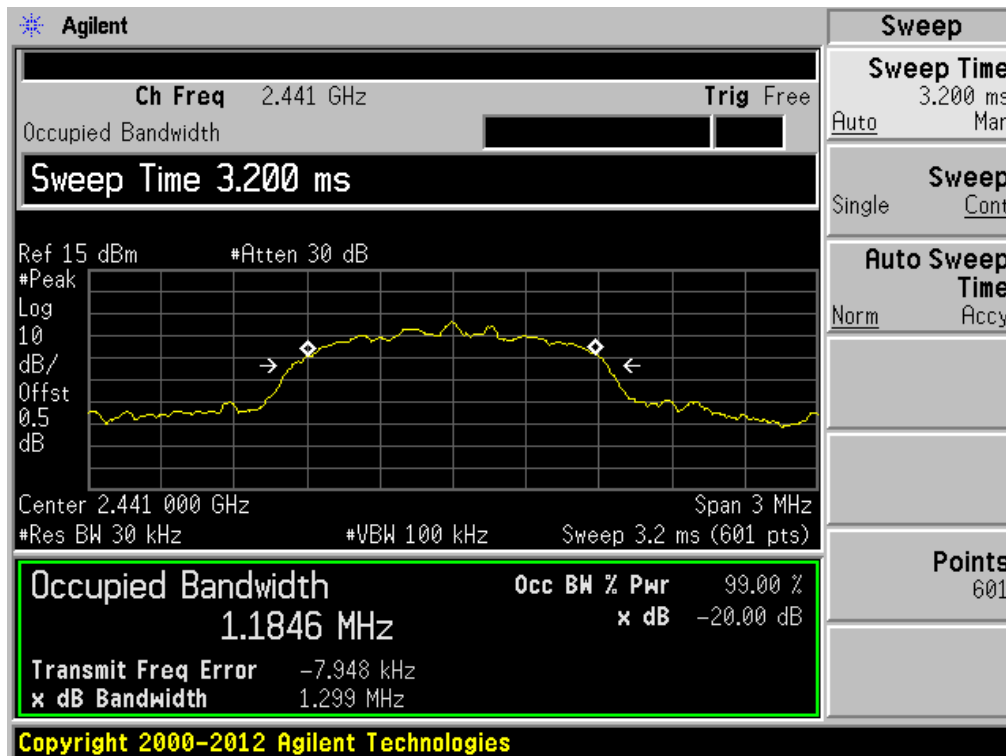 Agilent
Sweep
Ch Freq 2.441 GHz Trig Free
Occupied Bandwidth
Sweep Time 3.200 ms
Ref 15 dBm #Atten 30 dB
#Peak
Log
10
dB/
Offst
0.5
dB
Center 2.441 000 GHz Span 3 MHz
#Res BW 30 kHz #VBW 100 kHz Sweep 3.2 ms (601 pts)
Occupied Bandwidth
1.1846 MHz
Occ BW % Pwr 99.00 %
x dB -20.00 dB
Transmit Freq Error -7.948 kHz
x dB Bandwidth 1.299 MHz
Sweep Time
3.200 ms
Auto Man
Sweep
Single Cont
Auto Sweep
Time
Norm Accy
Points
601
Copyright 2000-2012 Agilent Technologies